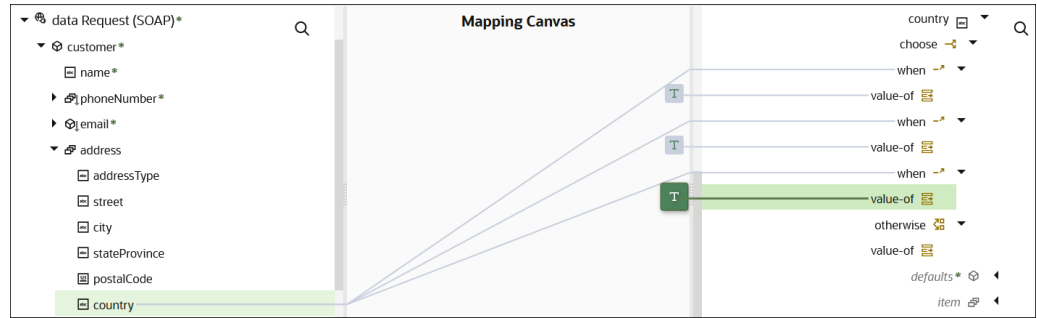 data Request (SOAP)*
customer*
name*
phoneNumber*
email*
address
addressType
street
city
stateProvince
postalCode
country
Mapping Canvas
T
T
T
country
choose
when
value-of
when
value-of
when
value-of
otherwise
value-of
defaults*
item